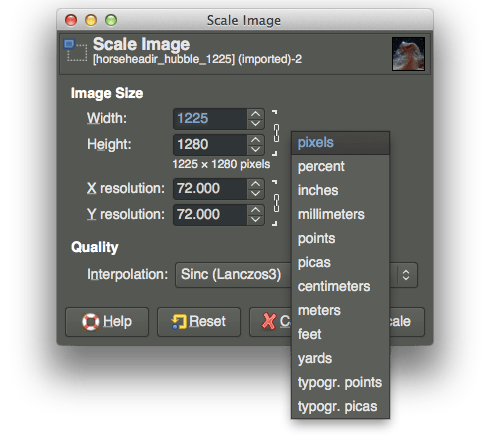 Scale Image
Scale Image
[horseheadir_hubble_1225] (imported)-2
Image Size
Width: 1225
Height: 1280
1225 × 1280 pixels
X resolution: 72.000
Y resolution: 72.000
pixels
percent
inches
millimeters
points
picas
centimeters
meters
feet
yards
typogr. points
typogr. picas
Quality
Interpolation: Sinc (Lanczos3)
Help Reset